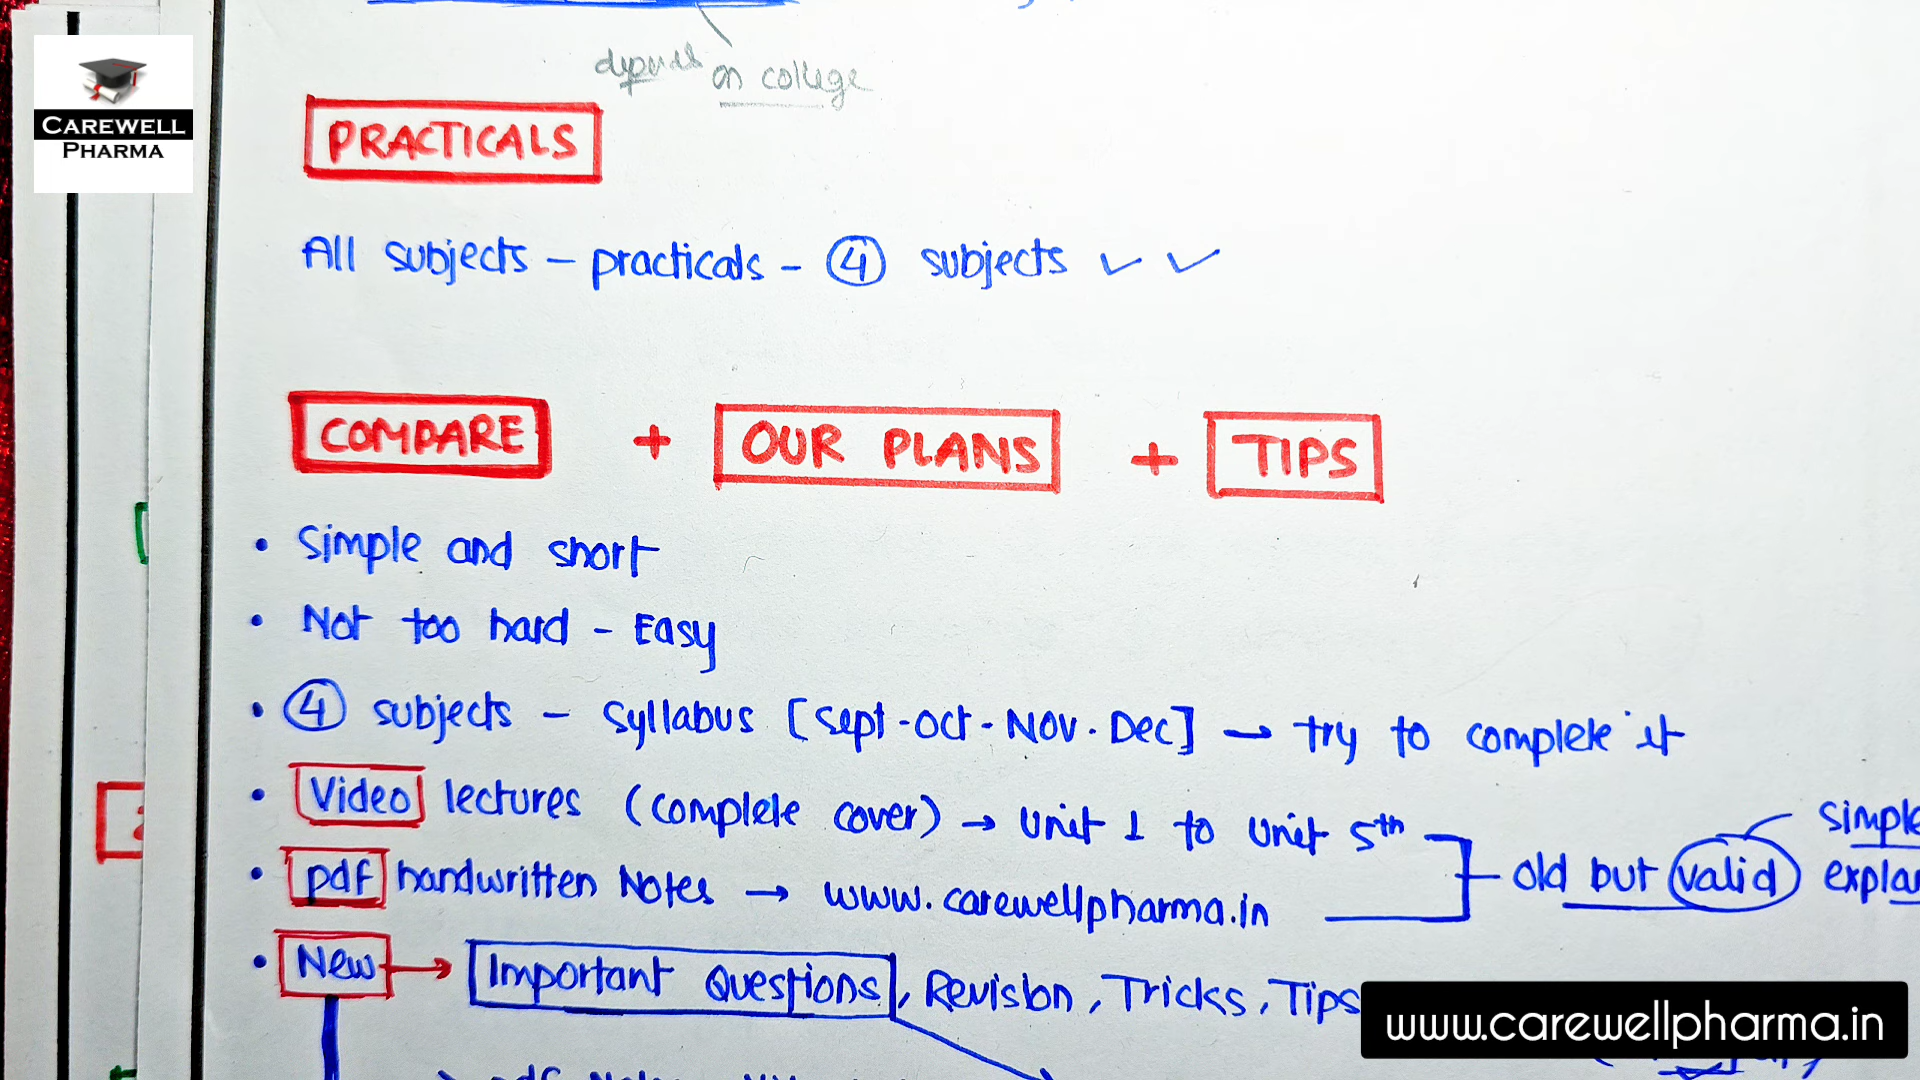 depends on college
CAREWELL
PHARMA
PRACTICALS
All subjects - practicals - 4 subjects ✓ ✓
COMPARE + OUR PLANS + TIPS
• Simple and short
• Not too hard - Easy
• 4 subjects - syllabus [Sept-Oct-Nov.Dec] → try to complete it
• Video lectures (complete cover) → Unit 1 to Unit 5th
simple
• pdf handwritten Notes → www.carewellpharma.in
old but valid
• New → Important Questions, Revision, Tricks, Tips
www.carewellpharma.in
pdf Notes